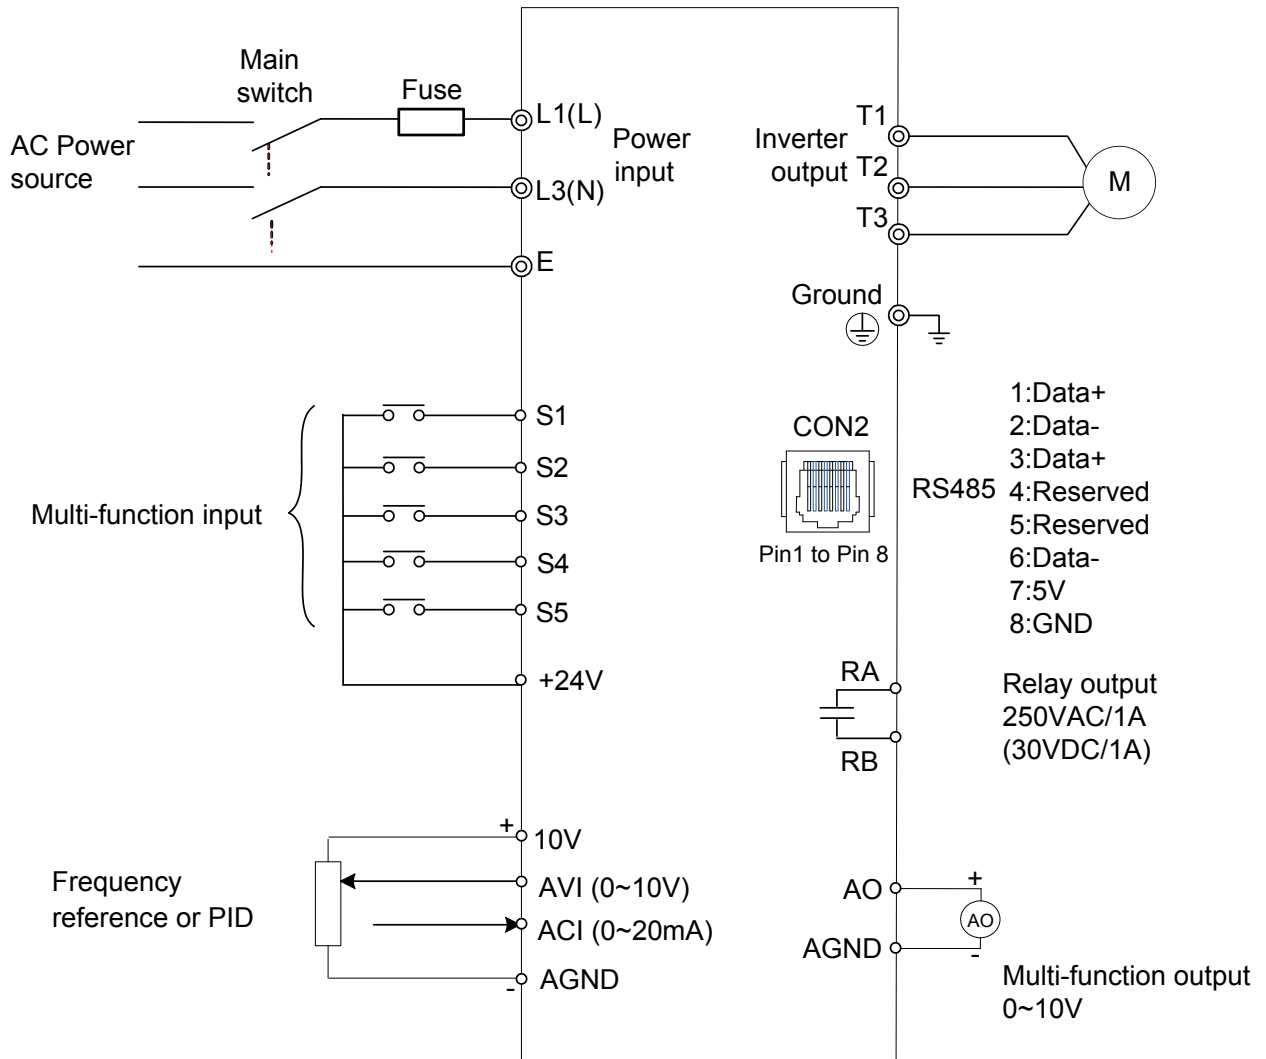 Main
switch
Fuse
AC Power
source
L1(L)
L3(N)
E
Power
input
Inverter
output
T1
T2
T3
M
Ground
Multi-function input
S1
S2
S3
S4
S5
+24V
CON2
Pin1 to Pin 8
RS485
1:Data+
2:Data-
3:Data+
4:Reserved
5:Reserved
6:Data-
7:5V
8:GND
RA
RB
Relay output
250VAC/1A
(30VDC/1A)
Frequency
reference or PID
+
10V
AVI (0~10V)
ACI (0~20mA)
-
AGND
AO
AGND
+
AO
-
Multi-function output
0~10V